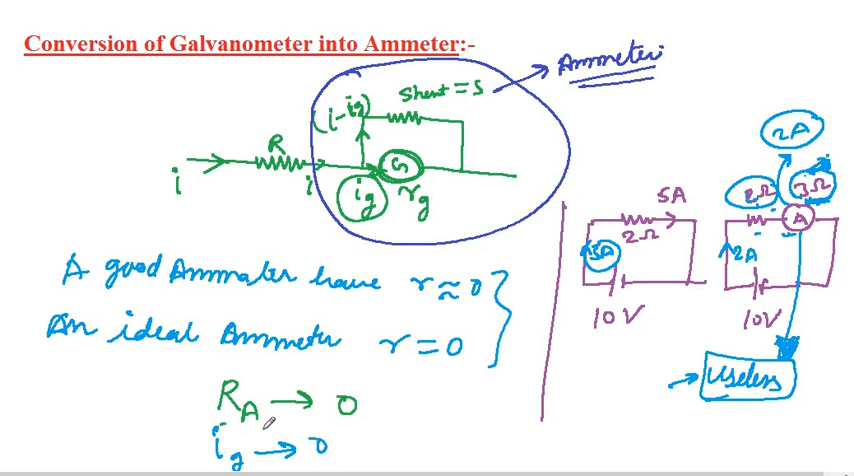 Conversion of Galvanometer into Ammeter:-
Ammeter
Shunt = S
(i-ig)
R
i
i
G
ig
rg
2A
5A
2Ω
5A
10V
2Ω
3Ω
A
2A
10V
Useless
A good Ammater have r ≈ 0
An ideal Ammeter r = 0
RA → 0
ig → 0